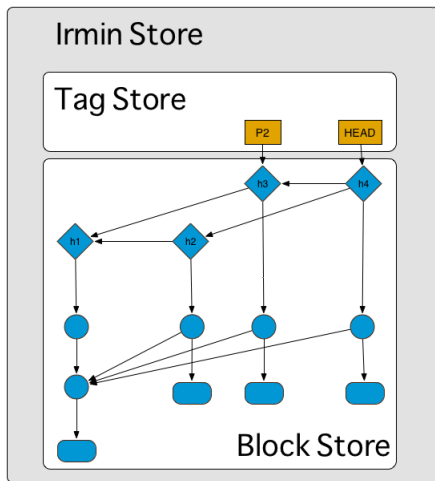 Irmin Store
Tag Store
P2
HEAD
h3
h4
h1
h2
Block Store